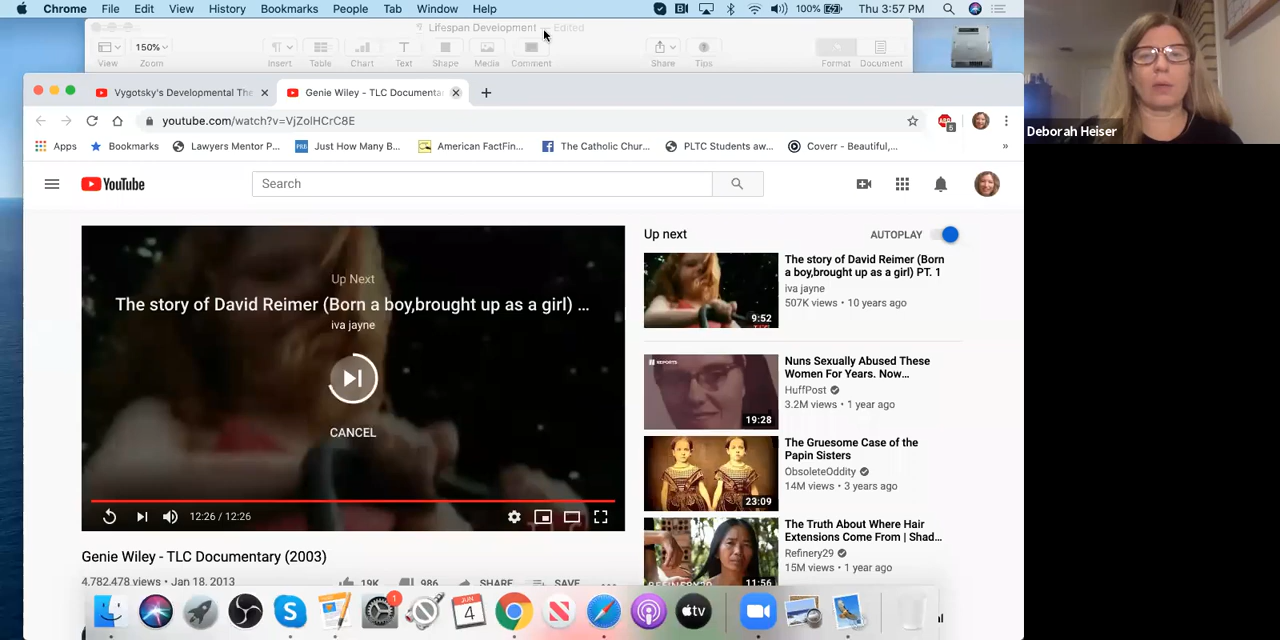 Chrome File Edit View History Bookmarks People Tab Window Help 100% Thu 3:57 PM
Lifespan Development — Edited
150%
View Zoom Insert Table Chart Text Shape Media Comment Share Tips Format Document
Vygotsky's Developmental The
Genie Wiley - TLC Documenta
youtube.com/watch?v=VjZolHCrC8E
Apps Bookmarks Lawyers Mentor P... Just How Many B... American FactFin... The Catholic Chur... PLTC Students aw... Coverr - Beautiful,... »
YouTube
Search
Up Next
The story of David Reimer (Born a boy,brought up as a girl) ...
iva jayne
CANCEL
12:26 / 12:26
Genie Wiley - TLC Documentary (2003)
4,782,478 views • Jan 18, 2013 19K 986 SHARE SAVE
Up next AUTOPLAY
9:52
The story of David Reimer (Born
a boy,brought up as a girl) PT. 1
iva jayne
507K views • 10 years ago
REPORTS
19:28
Nuns Sexually Abused These
Women For Years. Now...
HuffPost
3.2M views • 1 year ago
23:09
The Gruesome Case of the
Papin Sisters
ObsoleteOddity
14M views • 3 years ago
REFINERY29
11:56
The Truth About Where Hair
Extensions Come From | Shad...
Refinery29
15M views • 1 year ago
1
JUN
4
tv
Deborah Heiser